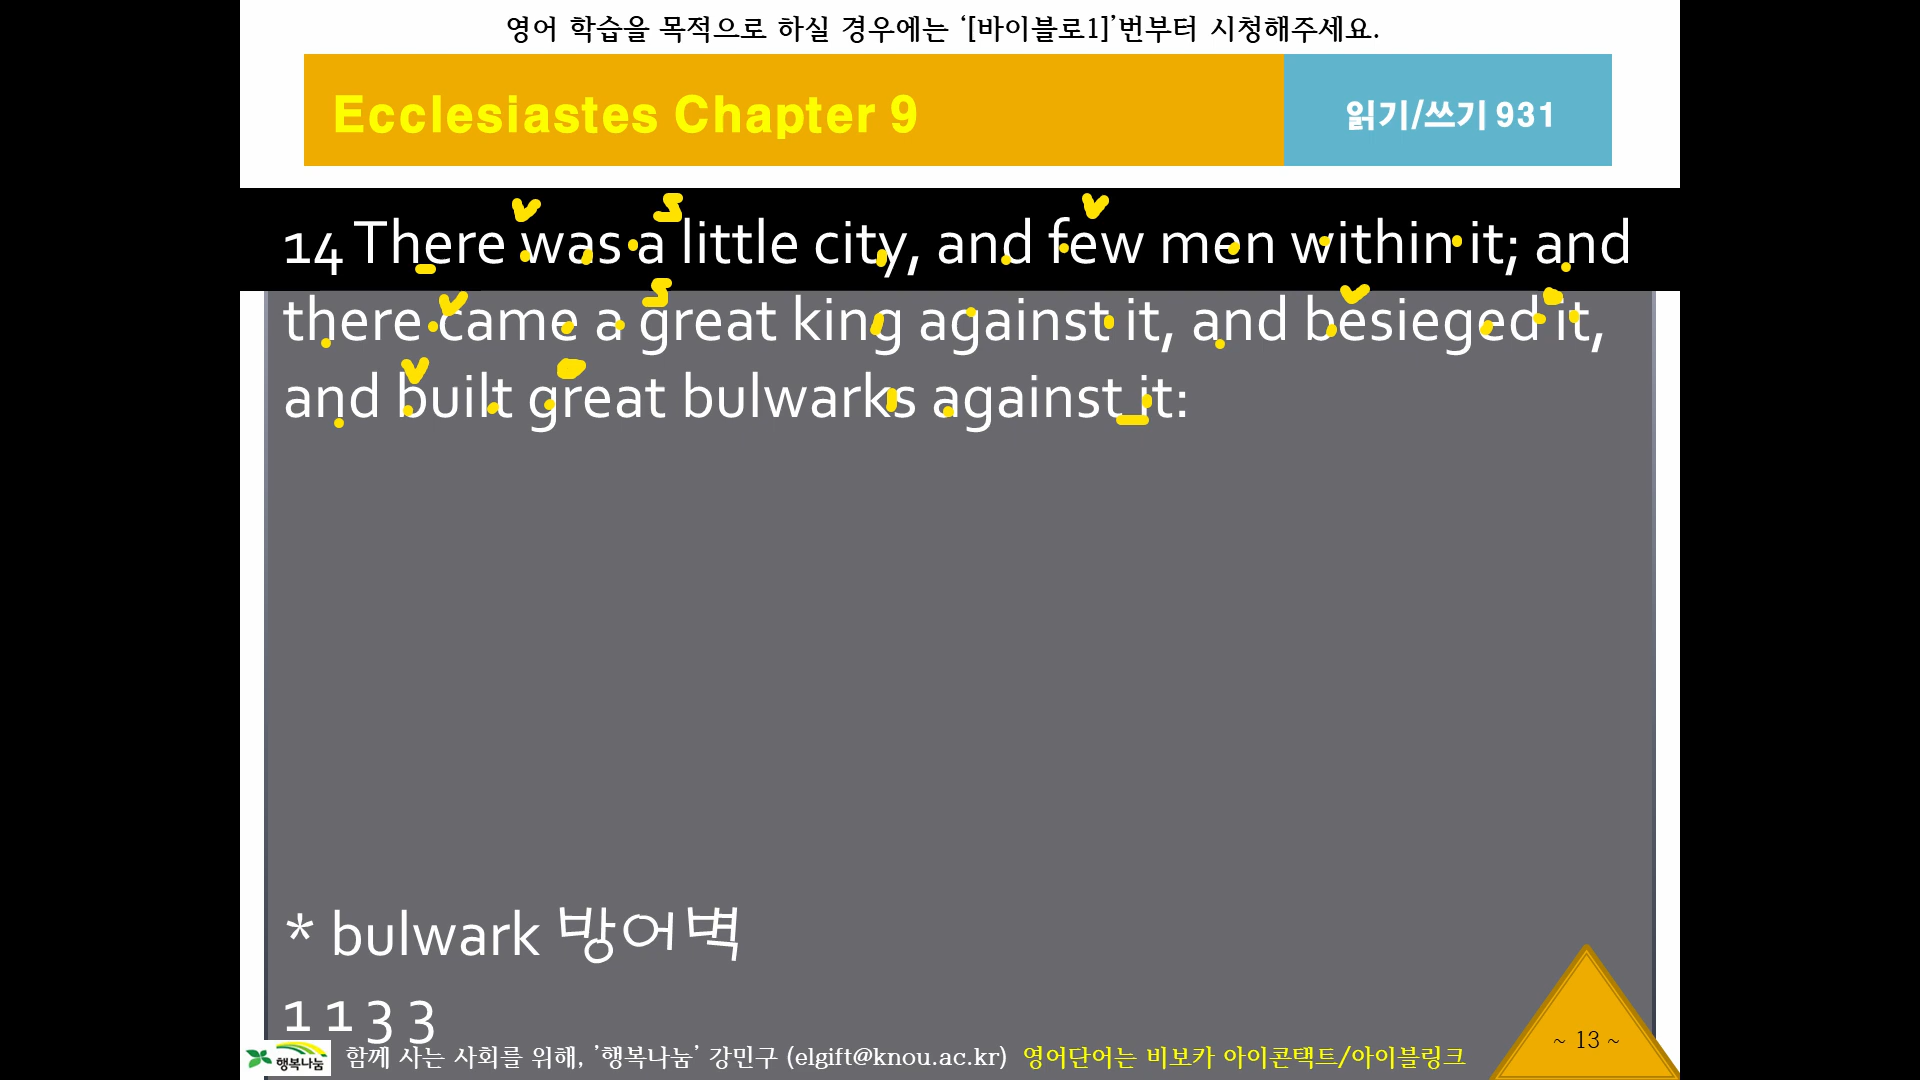 영어 학습을 목적으로 하실 경우에는 ‘[바이블로1]’번부터 시청해주세요.
Ecclesiastes Chapter 9
읽기/쓰기 931
14 There was a little city, and few men within it; and
there came a great king against it, and besieged it,
and built great bulwarks against it:
* bulwark 방어벽
1 1 3 3
행복나눔
함께 사는 사회를 위해, ’행복나눔’ 강민구 (elgift@knou.ac.kr) 영어단어는 비보카 아이콘택트/아이블링크
~ 13 ~